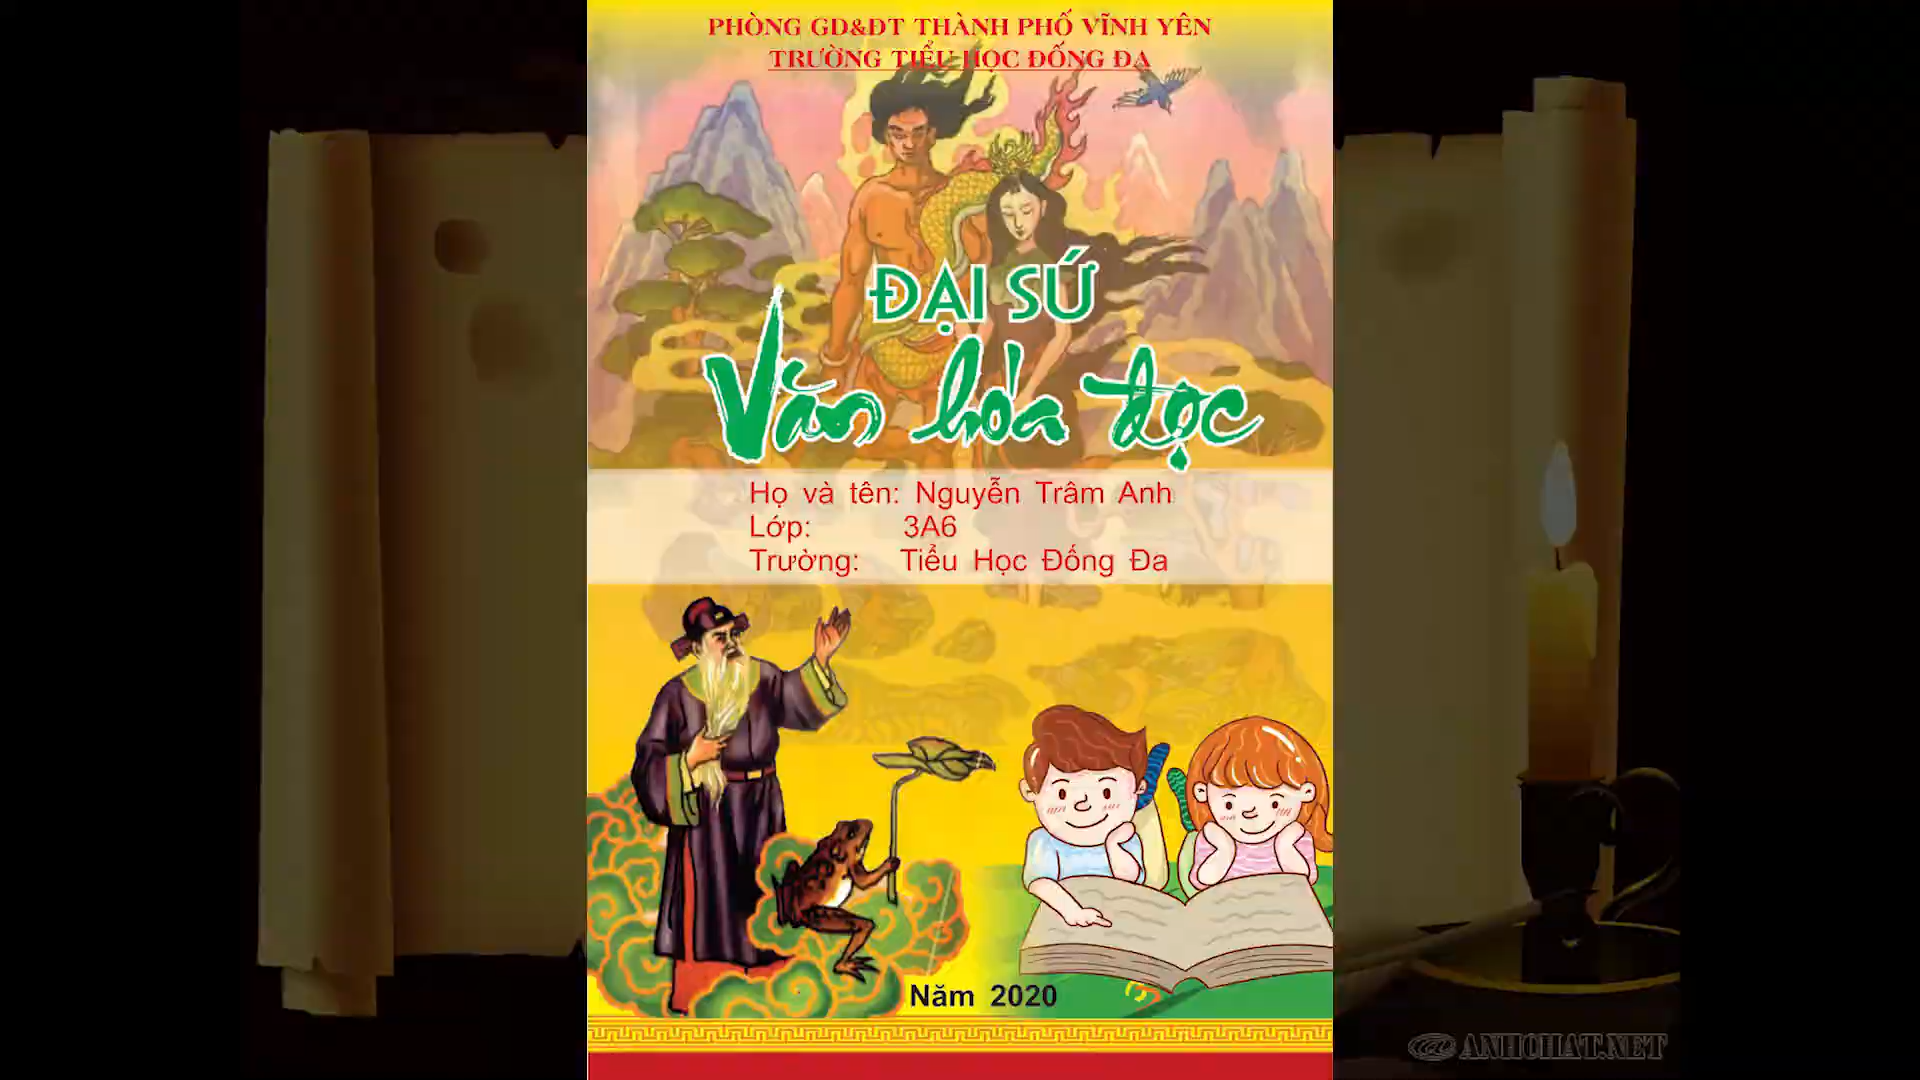 PHÒNG GD&ĐT THÀNH PHỐ VĨNH YÊN
TRƯỜNG TIỂU HỌC ĐỐNG ĐA
ĐẠI SỨ
Văn hóa đọc
Họ và tên: Nguyễn Trâm Anh
Lớp: 3A6
Trường: Tiểu Học Đống Đa
Năm 2020
@ ANHCHAT.NET